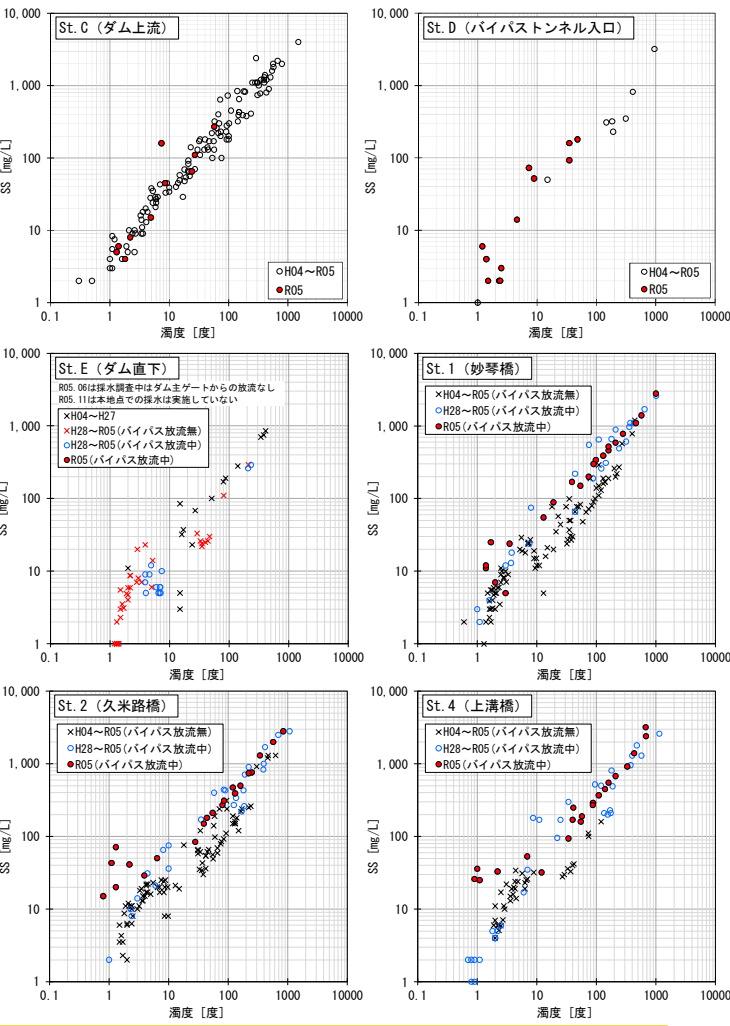 St.C（ダム上流）
10,000
1,000
100
10
1
SS [mg/L]
0.1 1 10 100 1000 10000
濁度 [度]
○H04～R05
●R05
St.D（バイパストンネル入口）
10,000
1,000
100
10
1
SS [mg/L]
0.1 1 10 100 1000 10000
濁度 [度]
○H04～R05
●R05
St.E（ダム直下）
R05.06は採水調査中はダム主ゲートからの放流なし
R05.11は本地点での採水は実施していない
×H04～H27
×H28～R05(バイパス放流無)
○H28～R05(バイパス放流中)
●R05(バイパス放流中)
10,000
1,000
100
10
1
SS [mg/L]
0.1 1 10 100 1000 10000
濁度 [度]
St.1（妙琴橋）
×H04～R05(バイパス放流無)
○H28～R05(バイパス放流中)
●R05(バイパス放流中)
10,000
1,000
100
10
1
SS [mg/L]
0.1 1 10 100 1000 10000
濁度 [度]
St.2（久米路橋）
×H04～R05(バイパス放流無)
○H28～R05(バイパス放流中)
●R05(バイパス放流中)
10,000
1,000
100
10
1
SS [mg/L]
0.1 1 10 100 1000 10000
濁度 [度]
St.4（上溝橋）
×H04～R05(バイパス放流無)
○H28～R05(バイパス放流中)
●R05(バイパス放流中)
10,000
1,000
100
10
1
SS [mg/L]
0.1 1 10 100 1000 10000
濁度 [度]